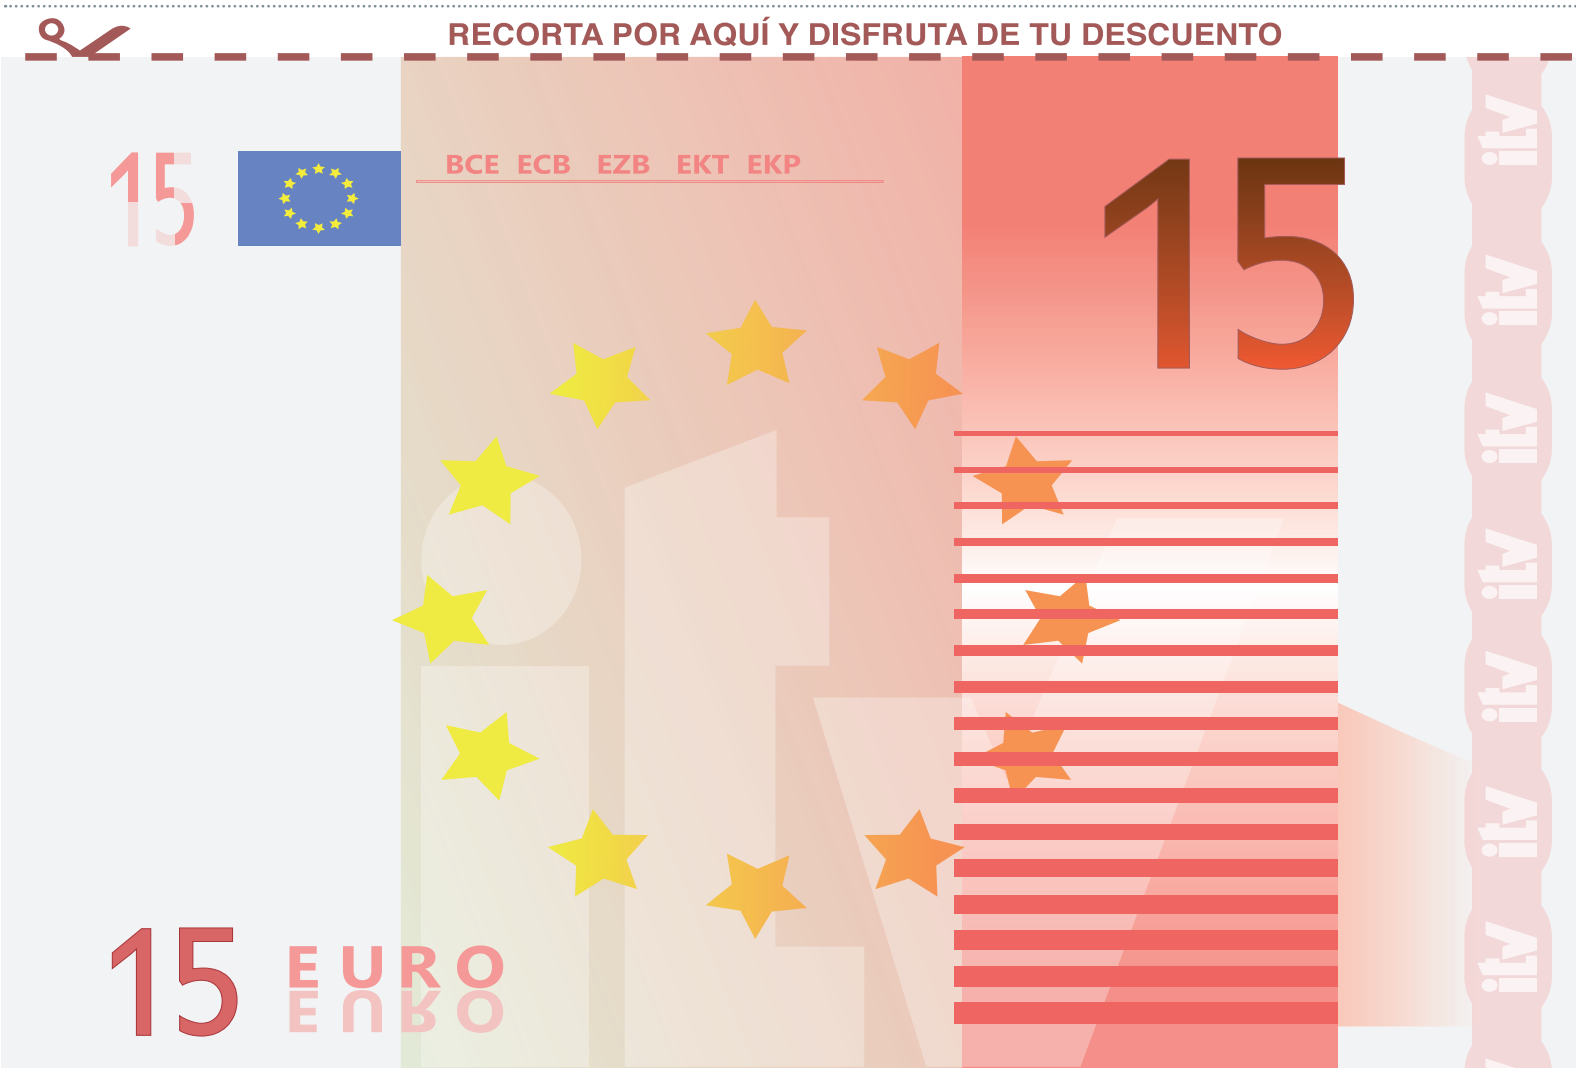 RECORTA POR AQUÍ Y DISFRUTA DE TU DESCUENTO
15
BCE ECB EZB EKT EKP
15
itv
itv
itv
itv
itv
itv
itv
itv
15 EURO
EURO